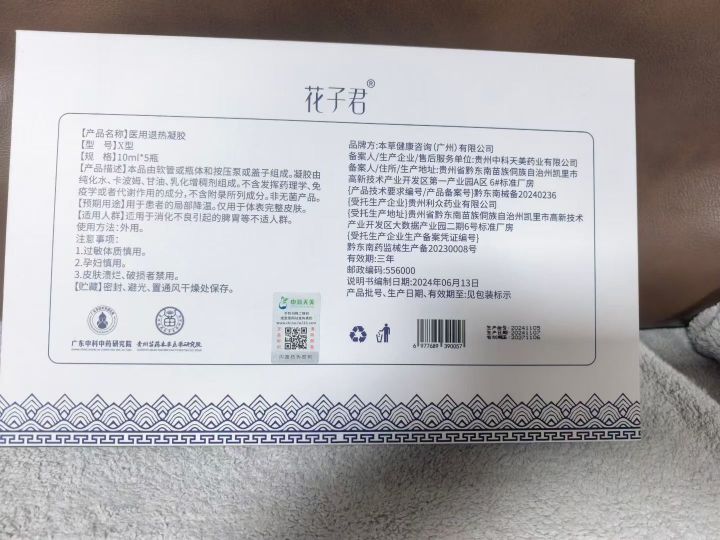 花子君®
【产品名称】医用退热凝胶
【型 号】X型
【规 格】10ml*5瓶
【产品描述】本品由软管或瓶体和按压泵或盖子组成。凝胶由
纯化水、卡波姆、甘油、乳化增稠剂组成。不含发挥药理学、免
疫学或者代谢作用的成分，不含附录所列成分。非无菌产品。
【预期用途】用于患者的局部降温。仅用于体表完整皮肤。
【适用人群】适用于消化不良引起的脾胃等不适人群。
使用方法：外用。
注意事项：
1.过敏体质慎用。
2.孕妇慎用。
3.皮肤溃烂、破损者禁用。
【贮藏】密封、避光、置通风干燥处保存。
品牌方：本草健康咨询（广州）有限公司
备案人/生产企业/售后服务单位：贵州中科天美药业有限公司
备案人/住所/生产地址：贵州省黔东南苗族侗族自治州凯里市
高新技术产业开发区第一产业园A区 6#标准厂房
{产品技术要求编号/产品备案号}黔东南械备20240236
{受托生产企业}贵州利众药业有限公司
{受托生产地址}贵州省黔东南苗族侗族自治州凯里市高新技术
产业开发区大数据产业园二期6号标准厂房
{受托生产企业生产备案凭证编号}
黔东南药监械生产备20230008号
有效期：三年
邮政编码：556000
说明书编制日期：2024年06月13日
产品批号、生产日期、有效期至：见包装标示
中科天美
广东中科中药研究院
贵州苗药本草良承研究院
6 977689 390057
20241105
20241107
20271106